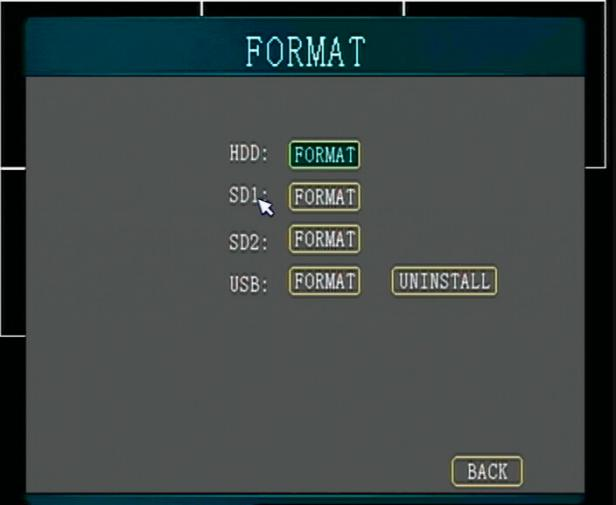 FORMAT
HDD: FORMAT
SD1: FORMAT
SD2: FORMAT
USB: FORMAT UNINSTALL
BACK